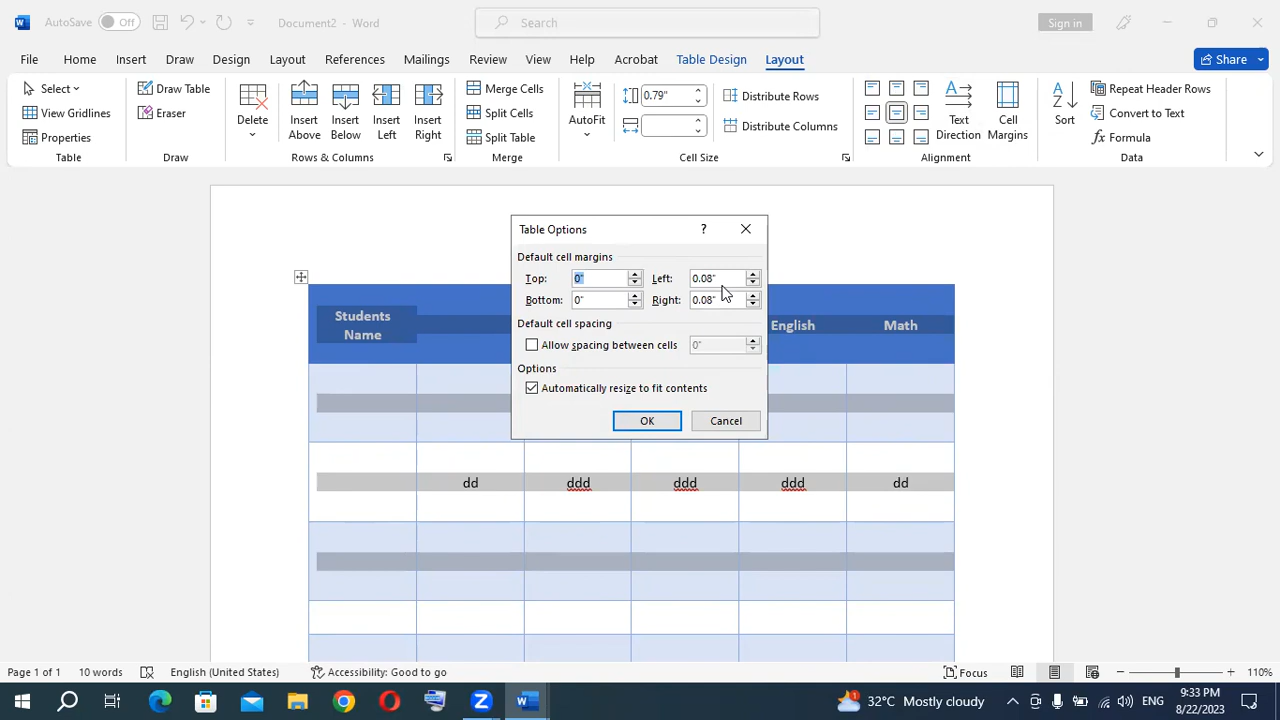 AutoSave Off Document2 - Word Search Sign in
File Home Insert Draw Design Layout References Mailings Review View Help Acrobat Table Design Layout Share
Select Draw Table Merge Cells 0.79" Distribute Rows Repeat Header Rows
View Gridlines Eraser Delete Insert Above Insert Below Insert Left Insert Right Split Cells AutoFit Text Direction Cell Margins Sort Convert to Text
Properties Split Table Distribute Columns Formula
Table Draw Rows & Columns Merge Cell Size Alignment Data
Table Options
Default cell margins
Top: 0" Left: 0.08"
Bottom: 0" Right: 0.08"
Default cell spacing
Allow spacing between cells 0"
Options
Automatically resize to fit contents
OK Cancel
Students
Name English Math
dd ddd ddd ddd dd
Page 1 of 1 10 words English (United States) Accessibility: Good to go Focus 110%
1 32°C Mostly cloudy ENG 9:33 PM
8/22/2023